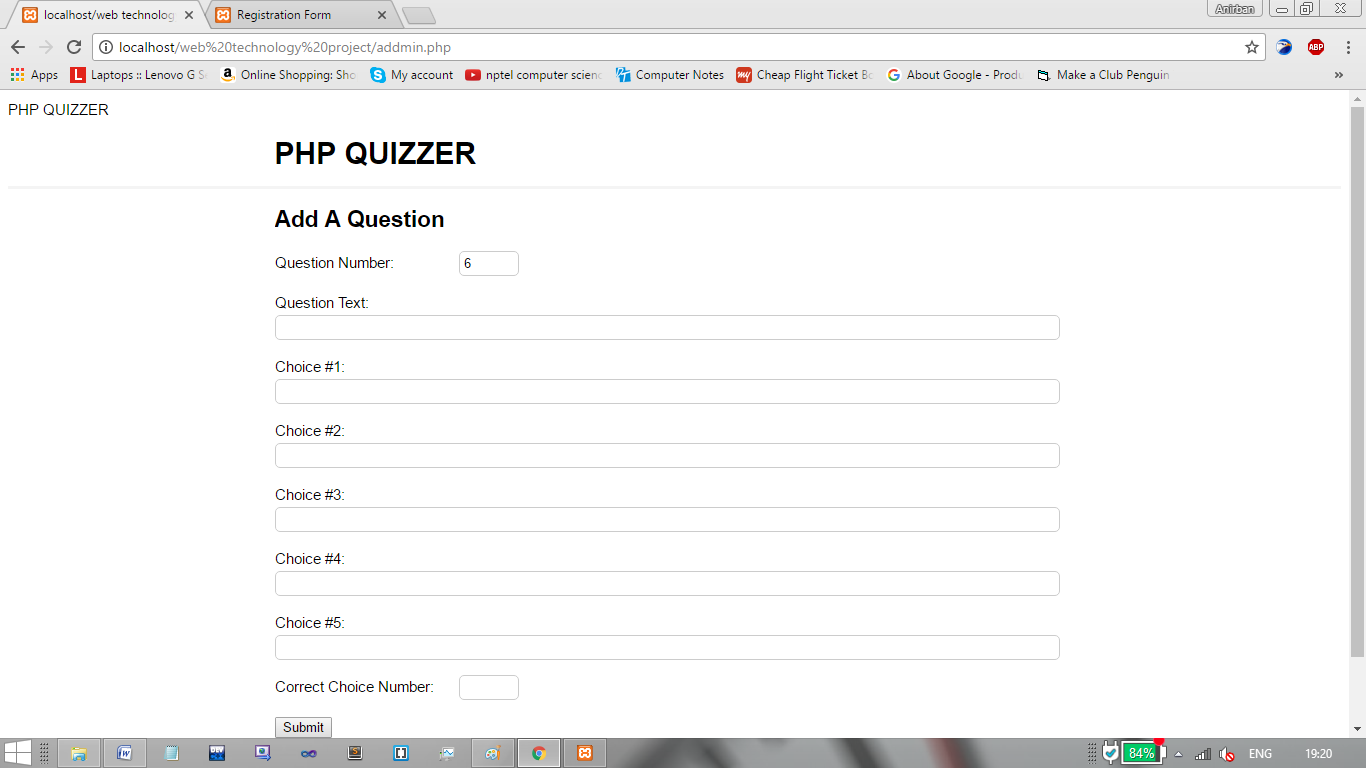 localhost/web technolog
Registration Form
Anirban
localhost/web%20technology%20project/addmin.php
ABP
Apps
Laptops :: Lenovo G S
Online Shopping: Sho
My account
nptel computer scienc
Computer Notes
Cheap Flight Ticket Bo
About Google - Produ
Make a Club Penguin
PHP QUIZZER
PHP QUIZZER
Add A Question
Question Number:
6
Question Text:
Choice #1:
Choice #2:
Choice #3:
Choice #4:
Choice #5:
Correct Choice Number:
Submit
84%
ENG
19:20